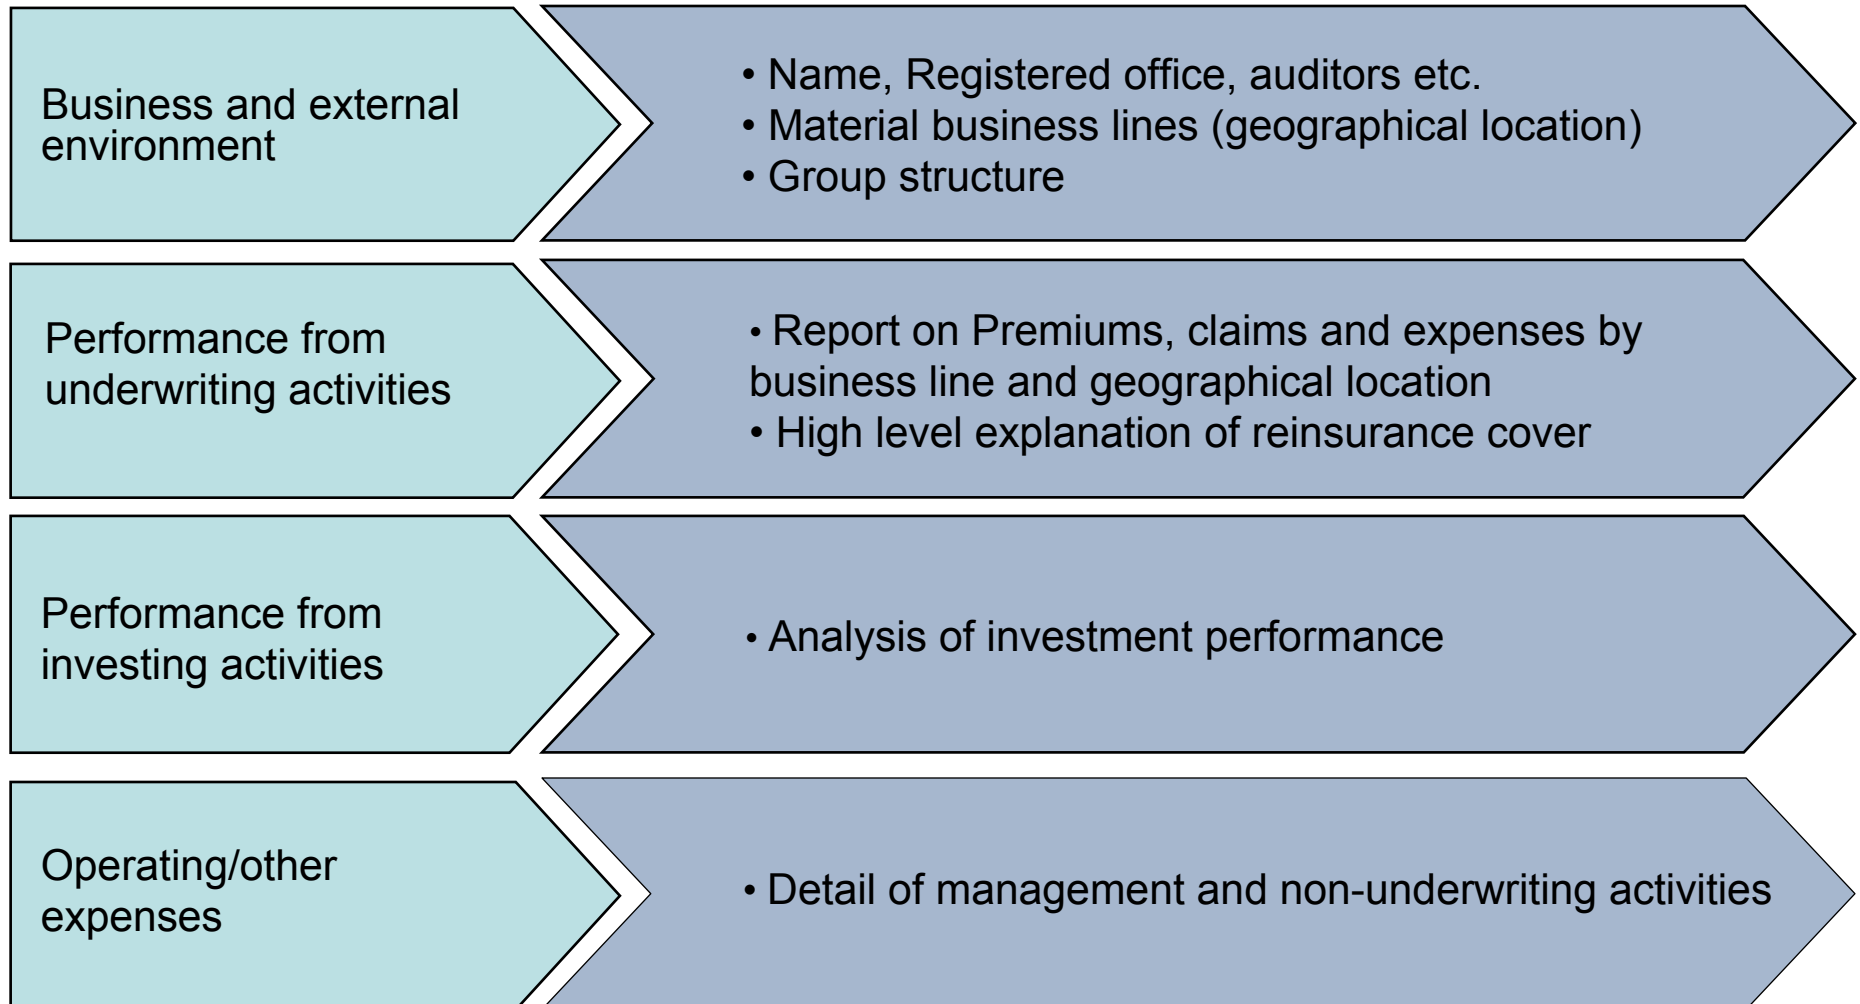 Business and external
environment
• Name, Registered office, auditors etc.
• Material business lines (geographical location)
• Group structure
Performance from
underwriting activities
• Report on Premiums, claims and expenses by
business line and geographical location
• High level explanation of reinsurance cover
Performance from
investing activities
• Analysis of investment performance
Operating/other
expenses
• Detail of management and non-underwriting activities